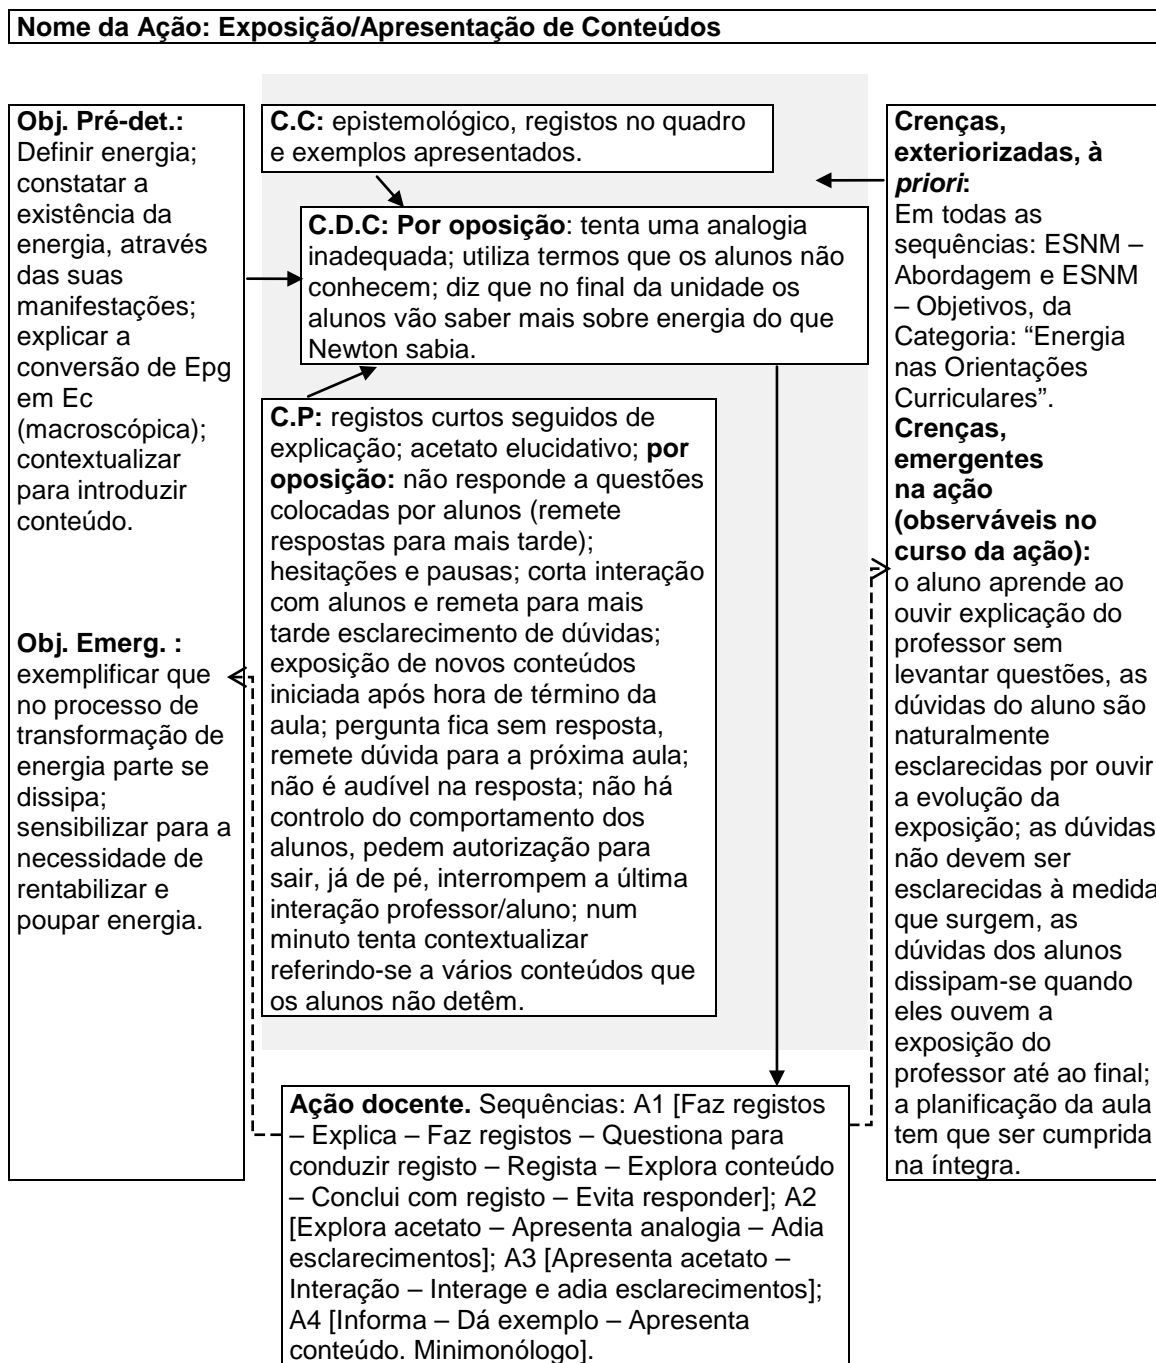 Nome da Ação: Exposição/Apresentação de Conteúdos
Obj. Pré-det.:
Definir energia;
constatar a
existência da
energia, através
das suas
manifestações;
explicar a
conversão de Epg
em Ec
(macroscópica);
contextualizar
para introduzir
conteúdo.
Obj. Emerg. :
exemplificar que
no processo de
transformação de
energia parte se
dissipa;
sensibilizar para a
necessidade de
rentabilizar e
poupar energia.
C.C: epistemológico, registos no quadro
e exemplos apresentados.
C.D.C: Por oposição: tenta uma analogia
inadequada; utiliza termos que os alunos não
conhecem; diz que no final da unidade os
alunos vão saber mais sobre energia do que
Newton sabia.
C.P: registos curtos seguidos de
explicação; acetato elucidativo; por
oposição: não responde a questões
colocadas por alunos (remete
respostas para mais tarde);
hesitações e pausas; corta interação
com alunos e remeta para mais
tarde esclarecimento de dúvidas;
exposição de novos conteúdos
iniciada após hora de término da
aula; pergunta fica sem resposta,
remete dúvida para a próxima aula;
não é audível na resposta; não há
controlo do comportamento dos
alunos, pedem autorização para
sair, já de pé, interrompem a última
interação professor/aluno; num
minuto tenta contextualizar
referindo-se a vários conteúdos que
os alunos não detêm.
Crenças,
exteriorizadas, à
priori:
Em todas as
sequências: ESNM –
Abordagem e ESNM
– Objetivos, da
Categoria: “Energia
nas Orientações
Curriculares”.
Crenças,
emergentes
na ação
(observáveis no
curso da ação):
o aluno aprende ao
ouvir explicação do
professor sem
levantar questões, as
dúvidas do aluno são
naturalmente
esclarecidas por ouvir
a evolução da
exposição; as dúvidas
não devem ser
esclarecidas à medida
que surgem, as
dúvidas dos alunos
dissipam-se quando
eles ouvem a
exposição do
professor até ao final;
a planificação da aula
tem que ser cumprida
na íntegra.
Ação docente. Sequências: A1 [Faz registos
– Explica – Faz registos – Questiona para
conduzir registo – Regista – Explora conteúdo
– Conclui com registo – Evita responder]; A2
[Explora acetato – Apresenta analogia – Adia
esclarecimentos]; A3 [Apresenta acetato –
Interação – Interage e adia esclarecimentos];
A4 [Informa – Dá exemplo – Apresenta
conteúdo. Minimonólogo].